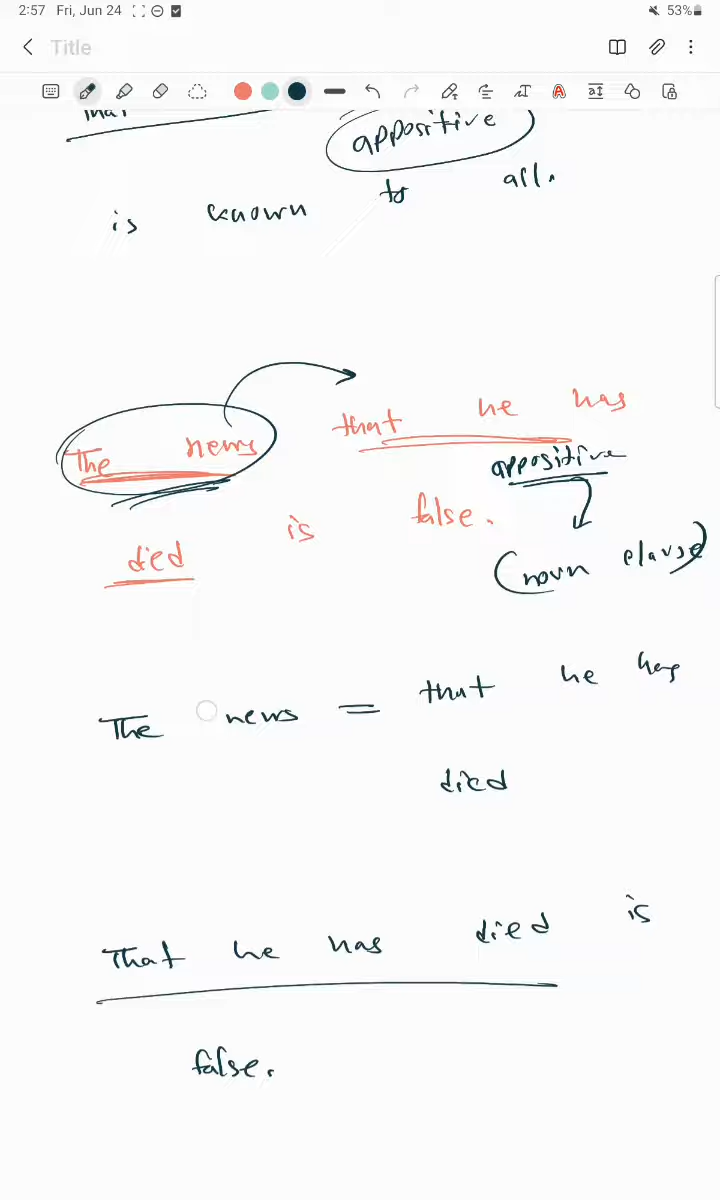 2:57 Fri, Jun 24 53%
Title
that
appositive
is known to all.
The news that he has
appositive
died is false.
(noun clause)
The news = that he has
died
That he has died is
false.